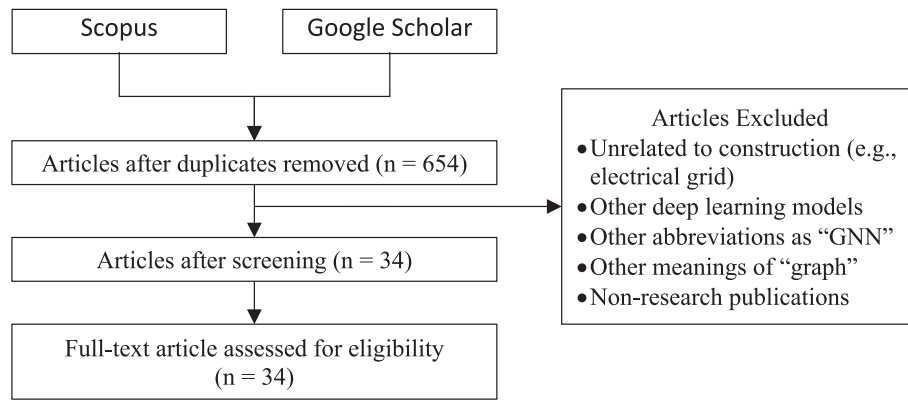 Scopus
Google Scholar
Articles after duplicates removed (n = 654)
Articles Excluded
•Unrelated to construction (e.g.,
electrical grid)
•Other deep learning models
•Other abbreviations as “GNN”
•Other meanings of “graph”
•Non-research publications
Articles after screening (n = 34)
Full-text article assessed for eligibility
(n = 34)